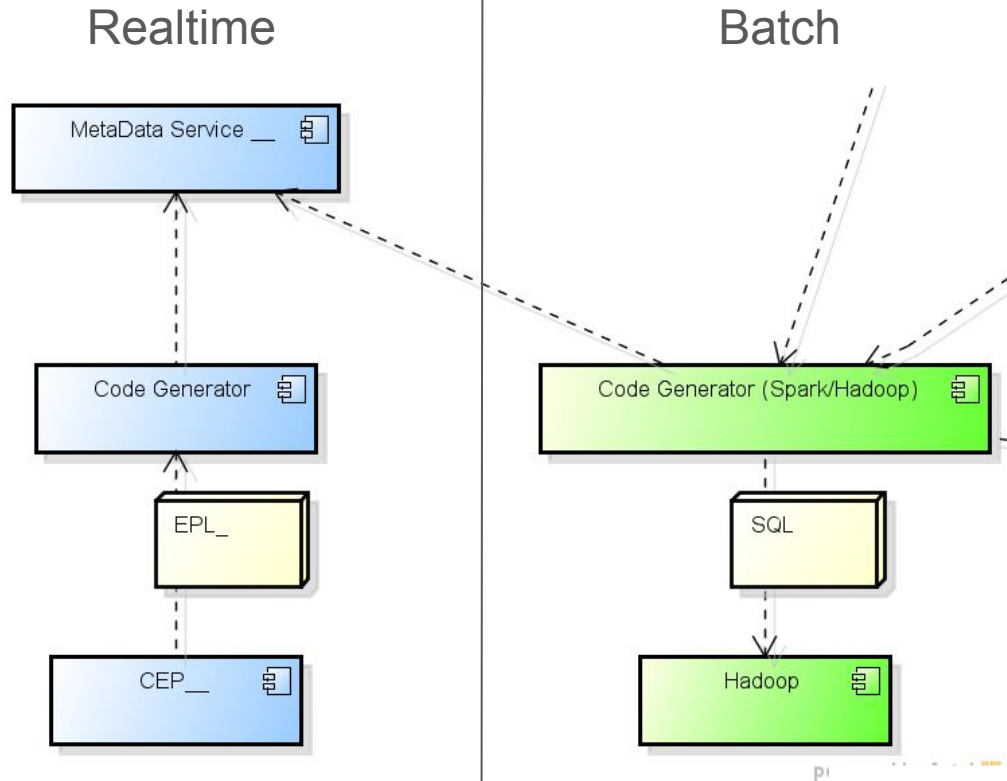 Realtime
Batch
MetaData Service __
Code Generator
Code Generator (Spark/Hadoop)
EPL_
SQL
CEP__
Hadoop